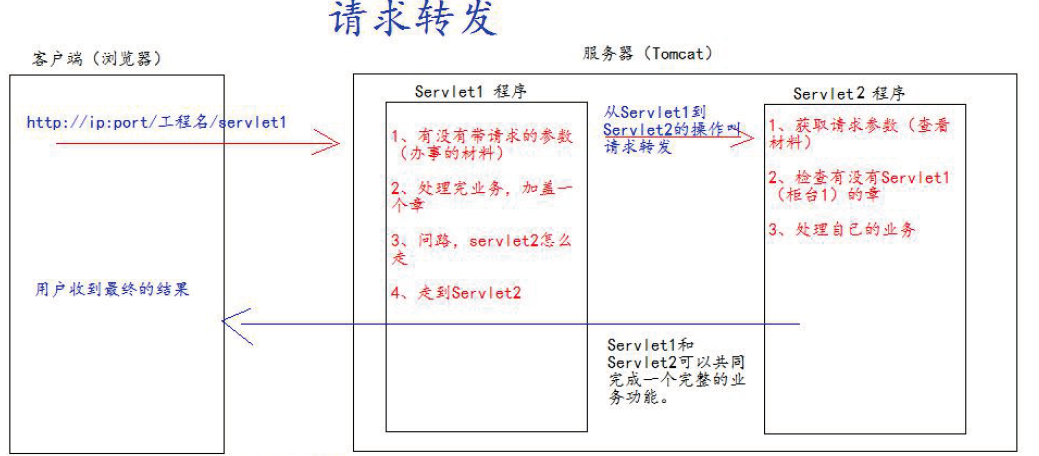 请求转发
客户端（浏览器）
服务器（Tomcat）
http://ip:port/工程名/servlet1
用户收到最终的结果
Servlet1 程序
1、有没有带请求的参数
（办事的材料）
2、处理完业务，加盖一
个章
3、问路，servlet2怎么
走
4、走到Servlet2
从Servlet1到
Servlet2的操作叫
请求转发
Servlet2 程序
1、获取请求参数（查看
材料）
2、检查有没有Servlet1
（柜台1）的章
3、处理自己的业务
Servlet1和
Servlet2可以共同
完成一个完整的业
务功能。